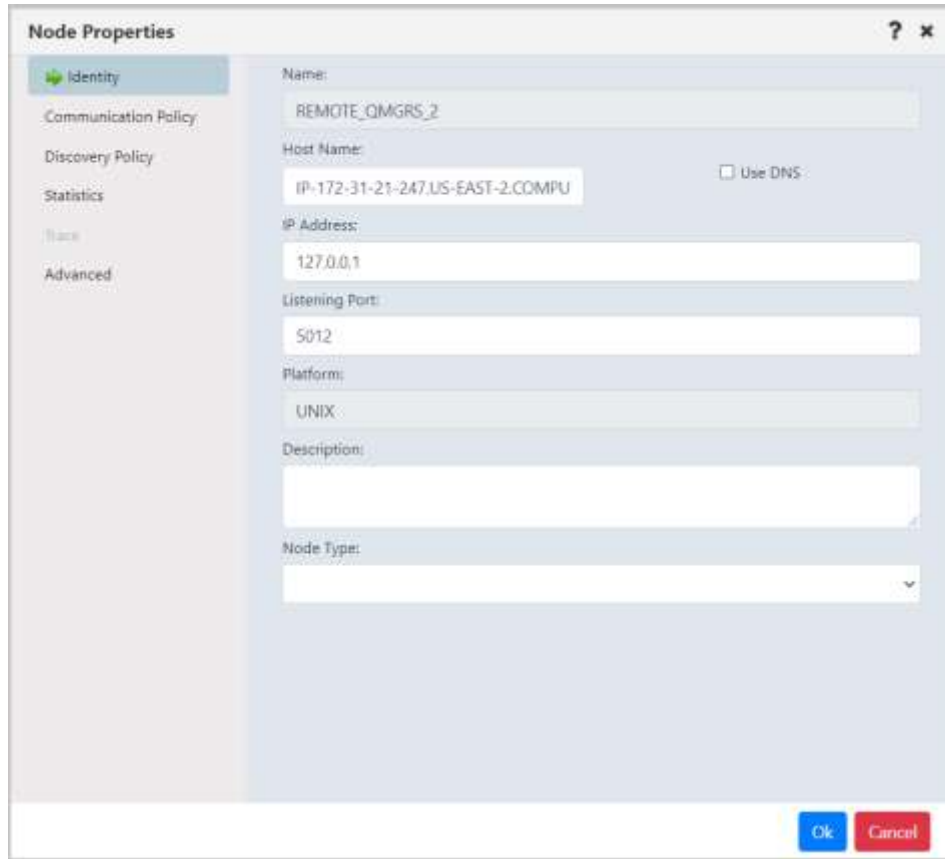 Node Properties
? ×
Identity
Communication Policy
Discovery Policy
Statistics
Trace
Advanced
Name:
REMOTE_QMGRS_2
Host Name:
IP-172-31-21-247.US-EAST-2.COMPU
Use DNS
IP Address:
127.0.0.1
Listening Port:
5012
Platform:
UNIX
Description:
Node Type:
Ok
Cancel